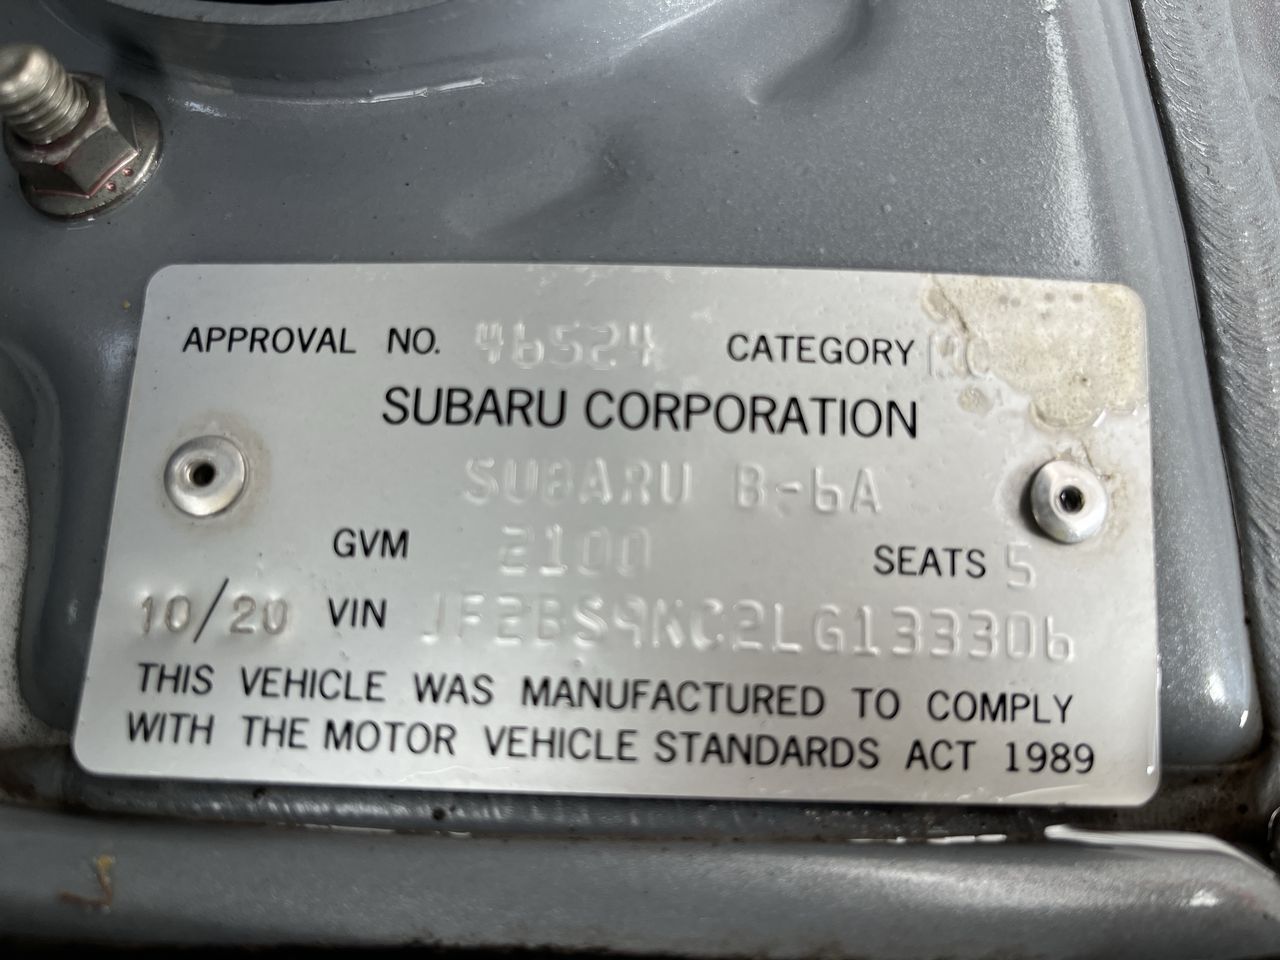 APPROVAL NO. 46524 CATEGORY MC
SUBARU CORPORATION
SUBARU B-6A
GVM 2100 SEATS 5
10/20 VIN JF2BS9KC2LG133306
THIS VEHICLE WAS MANUFACTURED TO COMPLY
WITH THE MOTOR VEHICLE STANDARDS ACT 1989